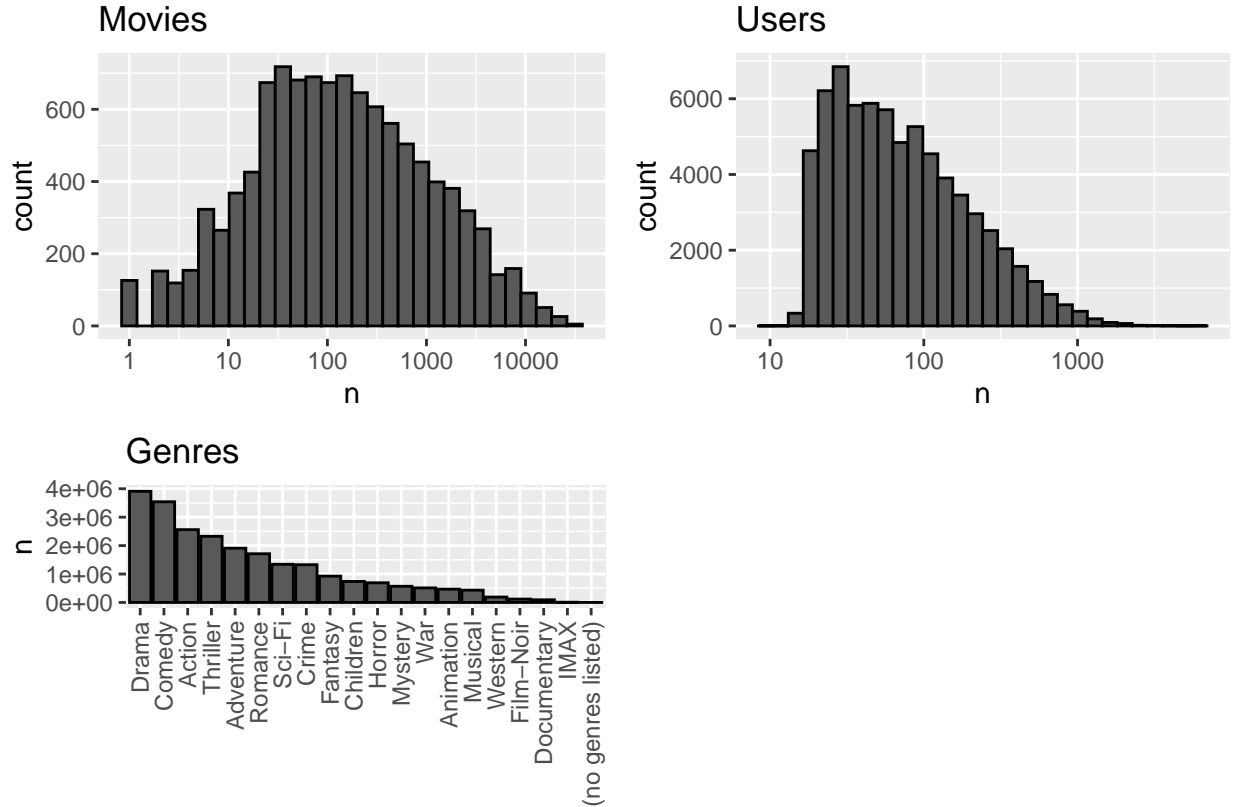 Movies
600
400
200
0
count
1 10 100 1000 10000
n
Users
6000
4000
2000
0
count
10 100 1000
n
Genres
4e+06
3e+06
2e+06
1e+06
0e+00
n
Drama
Comedy
Action
Thriller
Adventure
Romance
Sci−Fi
Crime
Fantasy
Children
Horror
Mystery
War
Animation
Musical
Western
Film−Noir
Documentary
IMAX
(no genres listed)